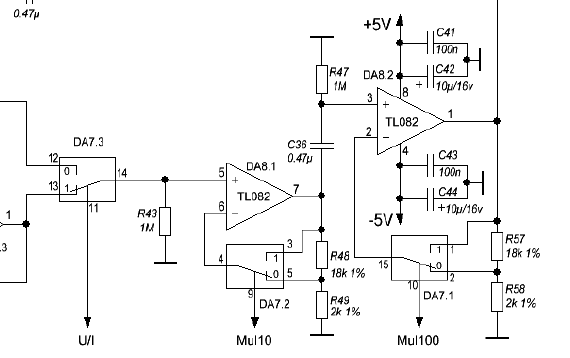 0.47µ
+5V
C41
100n
C42
+ 10µ/16v
R47
1M
DA8.2
8
3
+
TL082
1
2
−
4
C36
0.47µ
C43
100n
C44
+10µ/16v
-5V
DA7.3
12
0
13
1
14
11
DA8.1
5
+
TL082
7
6
−
R43
1M
1
.3
3
1
4
0
5
9
DA7.2
R48
18k 1%
R49
2k 1%
1
1
15
0
2
10
DA7.1
R57
18k 1%
R58
2k 1%
U/I
Mul10
Mul100